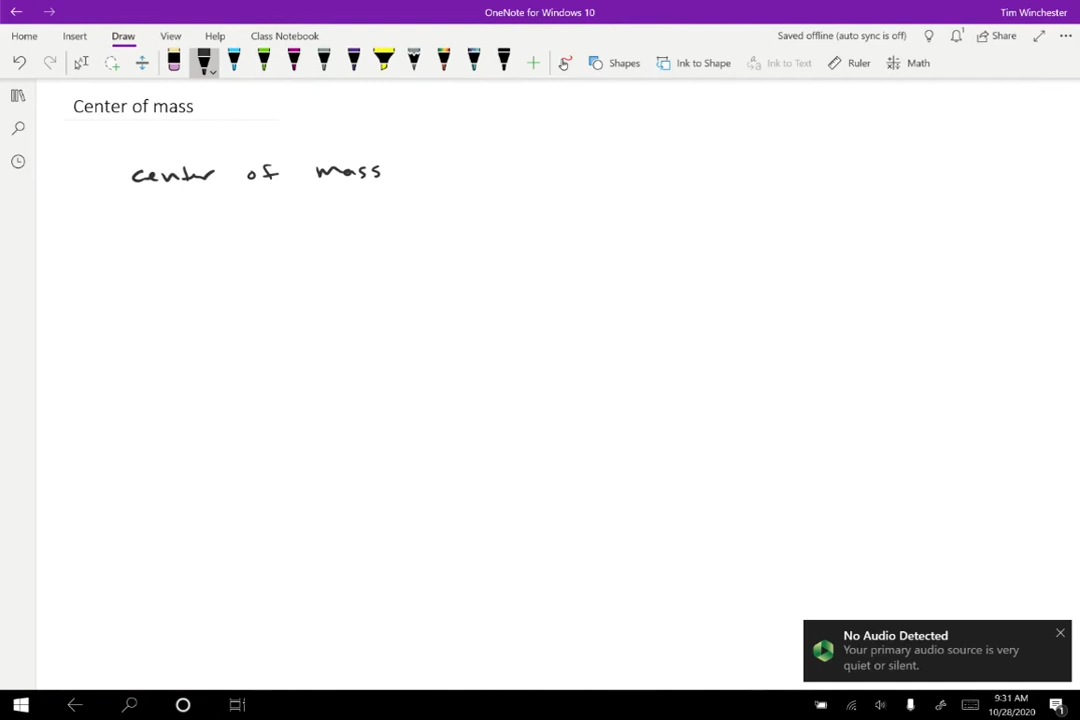 OneNote for Windows 10
Tim Winchester
Home Insert Draw View Help Class Notebook
Saved offline (auto sync is off) Share
Shapes Ink to Shape Ink to Text Ruler Math
Center of mass
center of mass
No Audio Detected
Your primary audio source is very
quiet or silent.
9:31 AM
10/28/2020
1